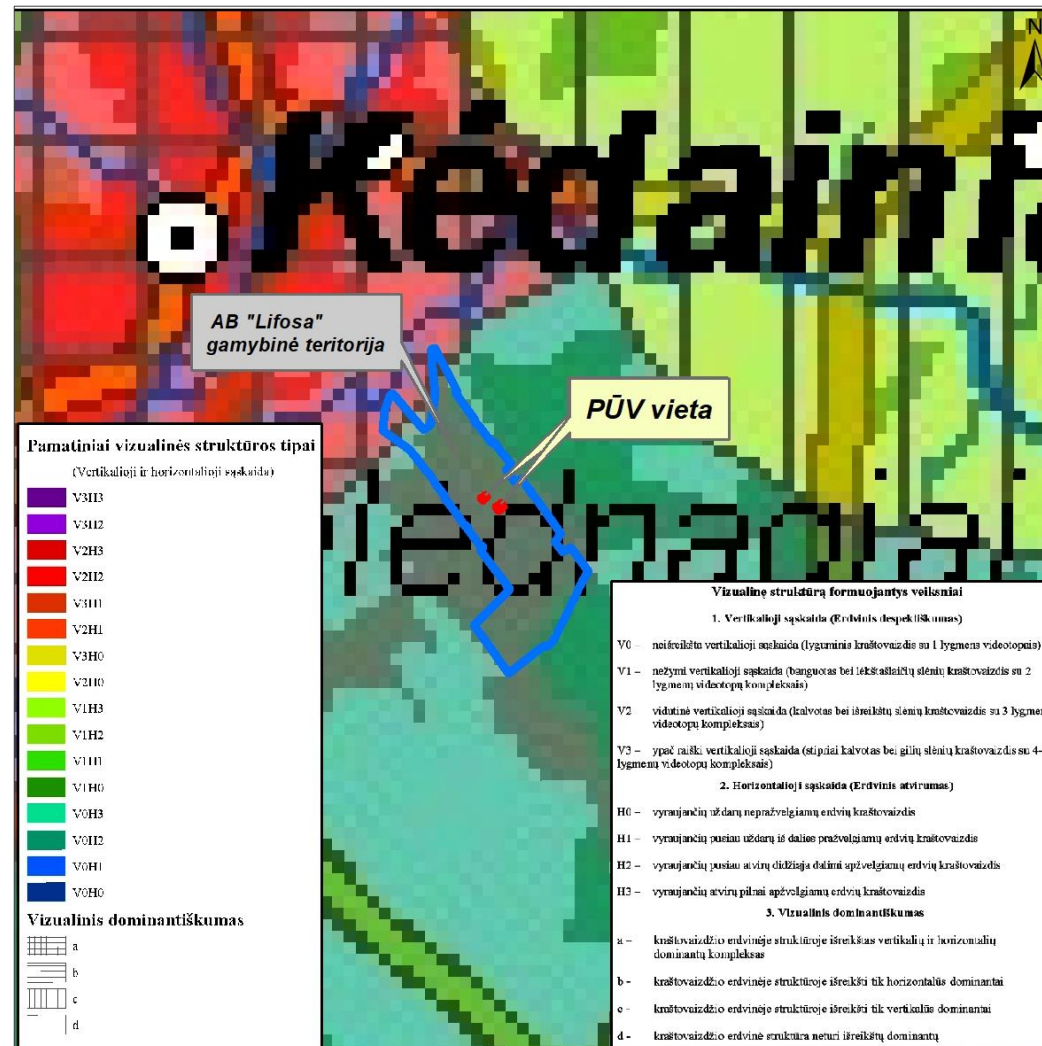 N
Kėdaini
AB "Lifosa"
gamybinė teritorija
PŪV vieta
Pamatiniai vizualinės struktūros tipai
(Vertikalioji ir horizontalioji sąskaida)
V3H3
V3H2
V2H3
V2H2
V3H1
V2H1
V3H0
V2H0
V1H3
V1H2
V1H1
V1H0
V0H3
V0H2
V0H1
V0H0
Vizualinis dominantiškumas
a
b
c
d
Vizualinę struktūrą formuojantys veiksniai
1. Vertikalioji sąskaida (Erdvinis despektiškumas)
V0 – neišreikšta vertikalioji sąskaida (lyguminis kraštovaizdis su 1 lygmens videotopais)
V1 – nežymi vertikalioji sąskaida (banguotas bei lėkštašlaičių slėnių kraštovaizdis su 2
lygmenų videotopų kompleksais)
V2 vidutinė vertikalioji sąskaida (kalvotas bei išreikštų slėnių kraštovaizdis su 3 lygmen
videotopų kompleksais)
V3 – ypač raiški vertikalioji sąskaida (stipriai kalvotas bei gilių slėnių kraštovaizdis su 4-
lygmenų videotopų kompleksais)
2. Horizontalioji sąskaida (Erdvinis atvirumas)
H0 – vyraujančių uždarų nepražvelgiamų erdvių kraštovaizdis
H1 – vyraujančių pusiau uždarų iš dalies pražvelgiamų erdvių kraštovaizdis
H2 – vyraujančių pusiau atvirų didžiąja dalimi apžvelgiamų erdvių kraštovaizdis
H3 – vyraujančių atvirų pilnai apžvelgiamų erdvių kraštovaizdis
3. Vizualinis dominantiškumas
a – kraštovaizdžio erdvinėje struktūroje išreikštas vertikalių ir horizontalių
dominantų kompleksas
b - kraštovaizdžio erdvinėje struktūroje išreikšti tik horizontalūs dominantai
c - kraštovaizdžio erdvinėje struktūroje išreikšti tik vertikalūs dominantai
d - kraštovaizdžio erdvinė struktūra neturi išreikštų dominantų